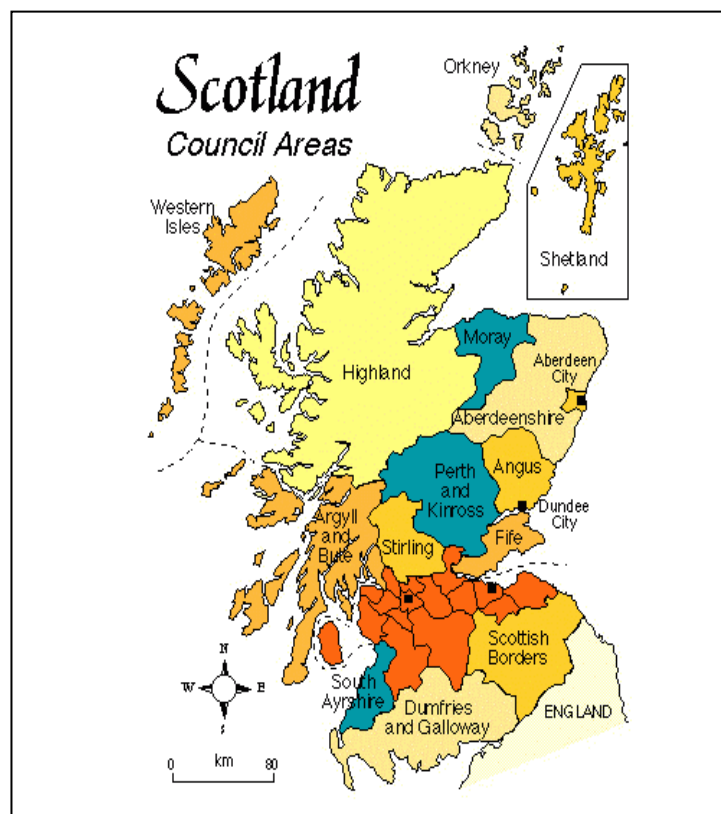 Scotland
Council Areas
Orkney
Western
Isles
Shetland
Moray
Highland
Aberdeen
City
Aberdeenshire
Angus
Perth
and
Kinross
Dundee
City
Argyll
and
Bute
Stirling
Fife
Scottish
Borders
South
Ayrshire
Dumfries
and Galloway
ENGLAND
N
W
E
s
km
0
80